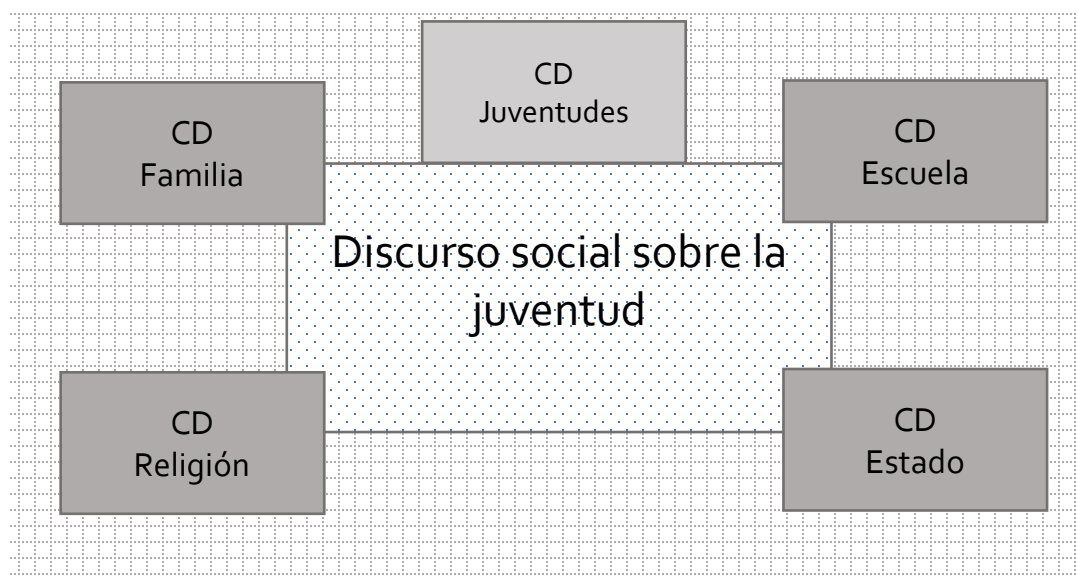 CD
Juventudes
CD
Familia
CD
Escuela
Discurso social sobre la
juventud
CD
Religión
CD
Estado